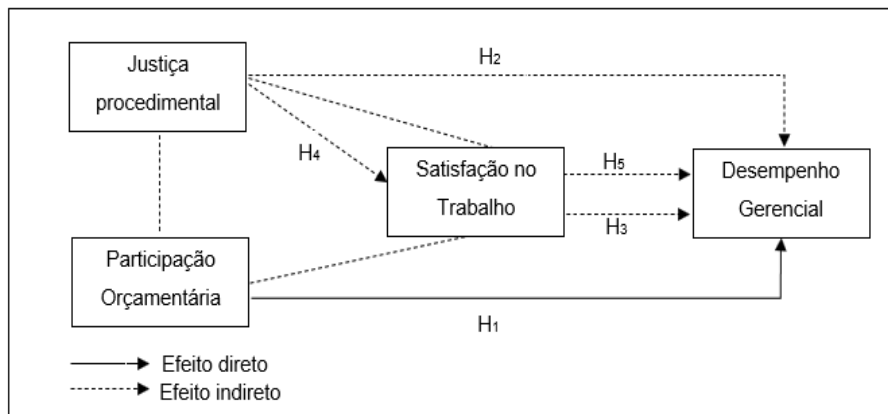 Justiça
procedimental
H2
H4
Satisfação no
Trabalho
H5
H3
Desempenho
Gerencial
Participação
Orçamentária
H1
Efeito direto
Efeito indireto